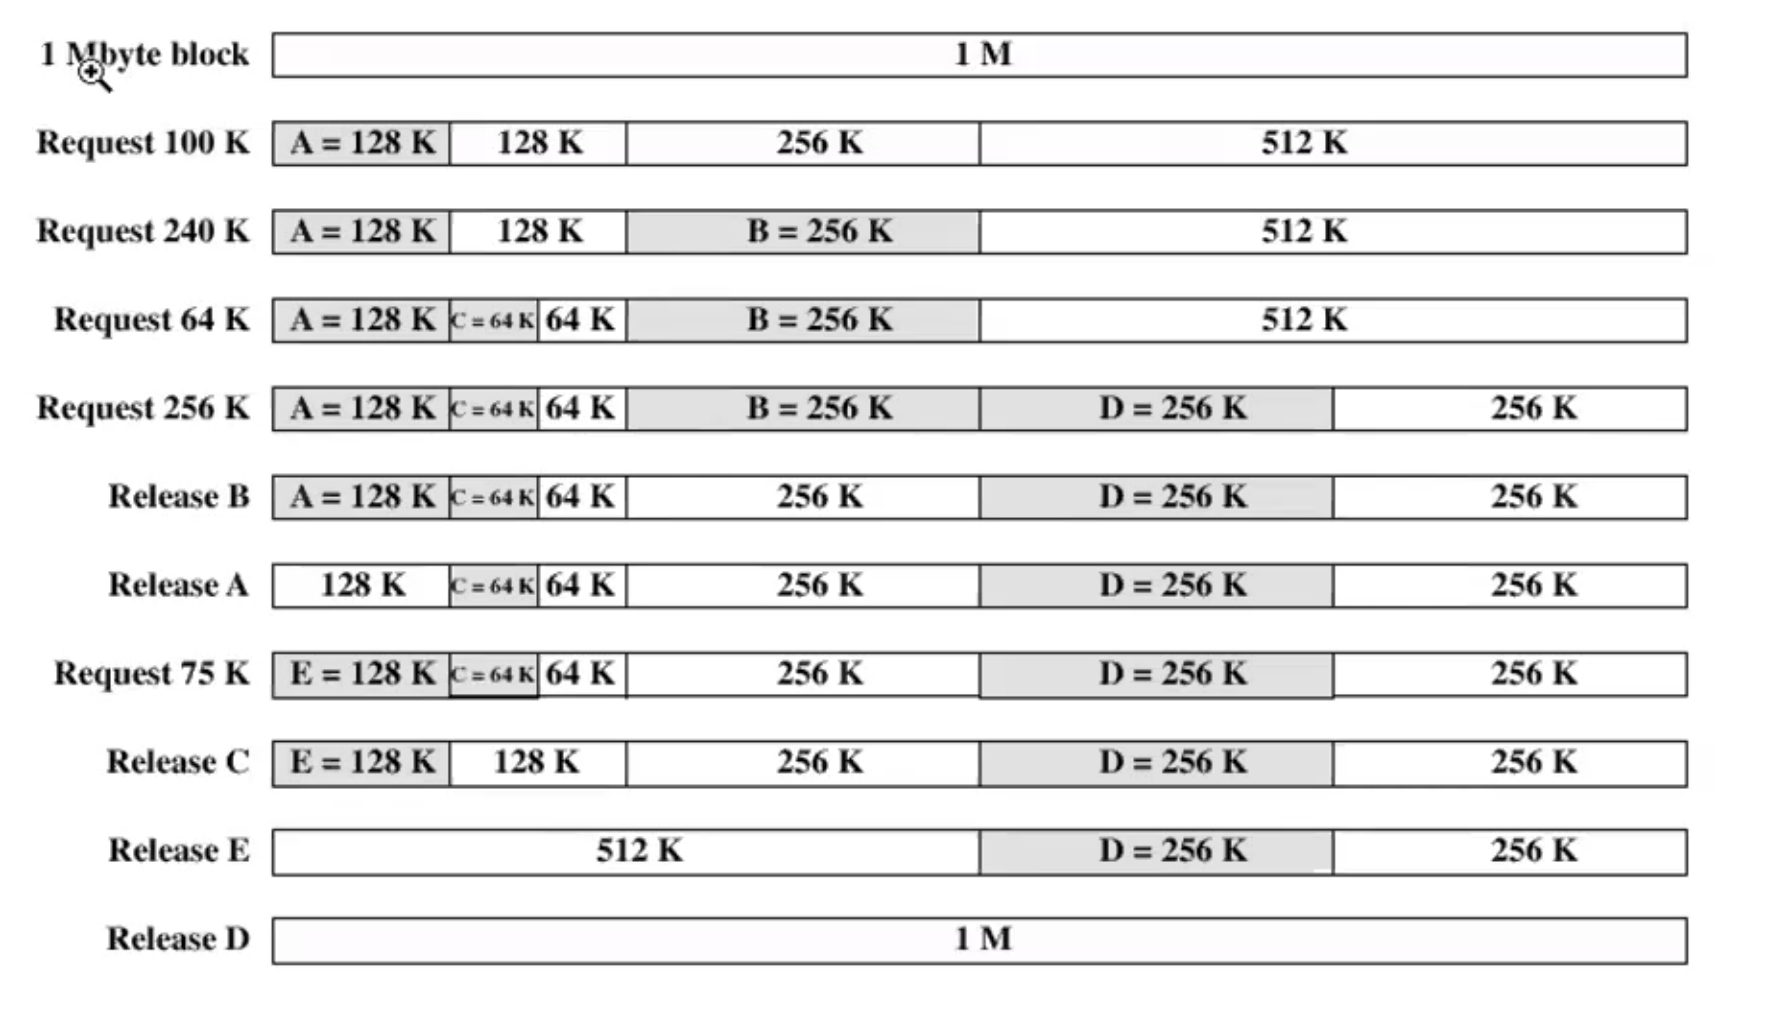 1 Mbyte block 1 M
Request 100 K A = 128 K 128 K 256 K 512 K
Request 240 K A = 128 K 128 K B = 256 K 512 K
Request 64 K A = 128 K C = 64 K 64 K B = 256 K 512 K
Request 256 K A = 128 K C = 64 K 64 K B = 256 K D = 256 K 256 K
Release B A = 128 K C = 64 K 64 K 256 K D = 256 K 256 K
Release A 128 K C = 64 K 64 K 256 K D = 256 K 256 K
Request 75 K E = 128 K C = 64 K 64 K 256 K D = 256 K 256 K
Release C E = 128 K 128 K 256 K D = 256 K 256 K
Release E 512 K D = 256 K 256 K
Release D 1 M